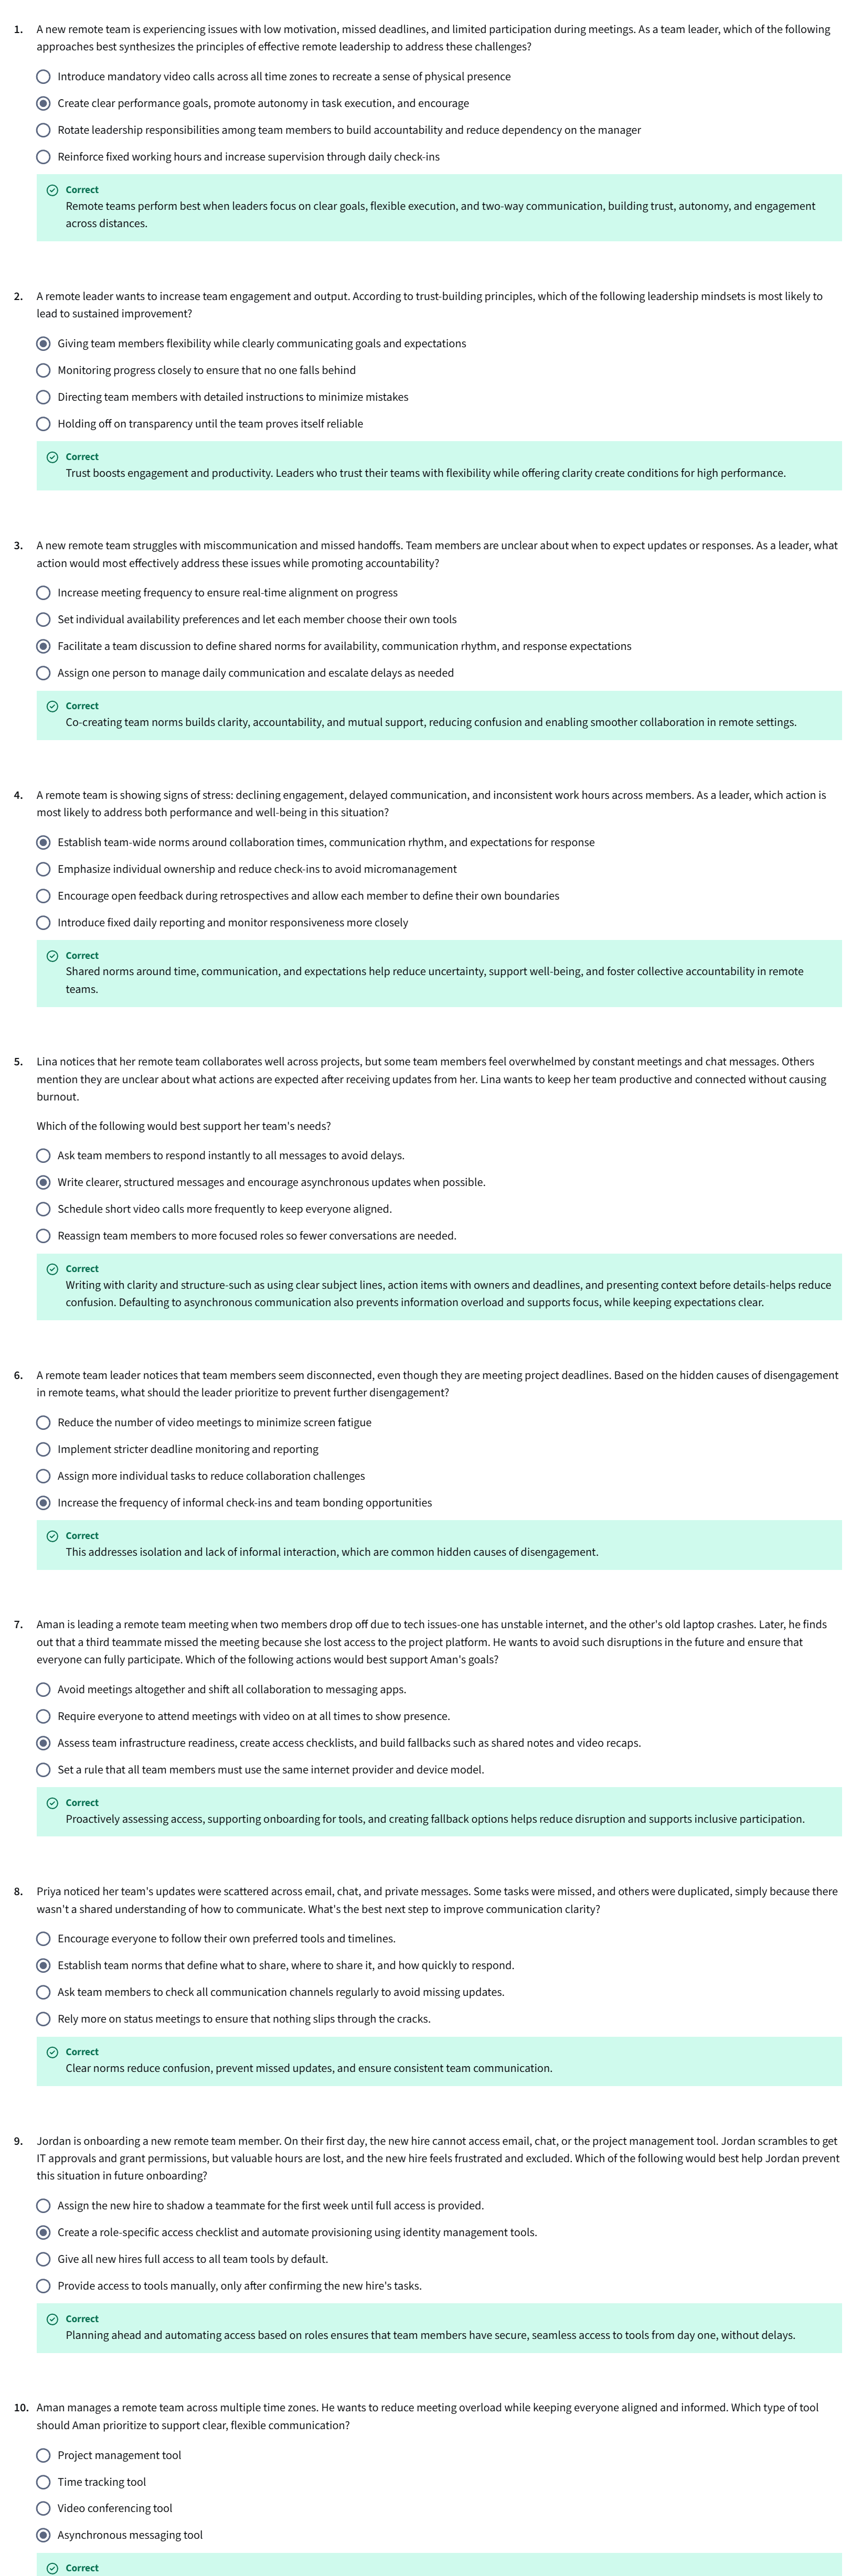 1. A new remote team is experiencing issues with low motivation, missed deadlines, and limited participation during meetings. As a team leader, which of the following
approaches best synthesizes the principles of effective remote leadership to address these challenges?
Introduce mandatory video calls across all time zones to recreate a sense of physical presence
Create clear performance goals, promote autonomy in task execution, and encourage
Rotate leadership responsibilities among team members to build accountability and reduce dependency on the manager
Reinforce fixed working hours and increase supervision through daily check-ins
Correct
Remote teams perform best when leaders focus on clear goals, flexible execution, and two-way communication, building trust, autonomy, and engagement
across distances.
2. A remote leader wants to increase team engagement and output. According to trust-building principles, which of the following leadership mindsets is most likely to
lead to sustained improvement?
Giving team members flexibility while clearly communicating goals and expectations
Monitoring progress closely to ensure that no one falls behind
Directing team members with detailed instructions to minimize mistakes
Holding off on transparency until the team proves itself reliable
Correct
Trust boosts engagement and productivity. Leaders who trust their teams with flexibility while offering clarity create conditions for high performance.
3. A new remote team struggles with miscommunication and missed handoffs. Team members are unclear about when to expect updates or responses. As a leader, what
action would most effectively address these issues while promoting accountability?
Increase meeting frequency to ensure real-time alignment on progress
Set individual availability preferences and let each member choose their own tools
Facilitate a team discussion to define shared norms for availability, communication rhythm, and response expectations
Assign one person to manage daily communication and escalate delays as needed
Correct
Co-creating team norms builds clarity, accountability, and mutual support, reducing confusion and enabling smoother collaboration in remote settings.
4. A remote team is showing signs of stress: declining engagement, delayed communication, and inconsistent work hours across members. As a leader, which action is
most likely to address both performance and well-being in this situation?
Establish team-wide norms around collaboration times, communication rhythm, and expectations for response
Emphasize individual ownership and reduce check-ins to avoid micromanagement
Encourage open feedback during retrospectives and allow each member to define their own boundaries
Introduce fixed daily reporting and monitor responsiveness more closely
Correct
Shared norms around time, communication, and expectations help reduce uncertainty, support well-being, and foster collective accountability in remote
teams.
5. Lina notices that her remote team collaborates well across projects, but some team members feel overwhelmed by constant meetings and chat messages. Others
mention they are unclear about what actions are expected after receiving updates from her. Lina wants to keep her team productive and connected without causing
burnout.
Which of the following would best support her team's needs?
Ask team members to respond instantly to all messages to avoid delays.
Write clearer, structured messages and encourage asynchronous updates when possible.
Schedule short video calls more frequently to keep everyone aligned.
Reassign team members to more focused roles so fewer conversations are needed.
Correct
Writing with clarity and structure-such as using clear subject lines, action items with owners and deadlines, and presenting context before details-helps reduce
confusion. Defaulting to asynchronous communication also prevents information overload and supports focus, while keeping expectations clear.
6. A remote team leader notices that team members seem disconnected, even though they are meeting project deadlines. Based on the hidden causes of disengagement
in remote teams, what should the leader prioritize to prevent further disengagement?
Reduce the number of video meetings to minimize screen fatigue
Implement stricter deadline monitoring and reporting
Assign more individual tasks to reduce collaboration challenges
Increase the frequency of informal check-ins and team bonding opportunities
Correct
This addresses isolation and lack of informal interaction, which are common hidden causes of disengagement.
7. Aman is leading a remote team meeting when two members drop off due to tech issues-one has unstable internet, and the other's old laptop crashes. Later, he finds
out that a third teammate missed the meeting because she lost access to the project platform. He wants to avoid such disruptions in the future and ensure that
everyone can fully participate. Which of the following actions would best support Aman's goals?
Avoid meetings altogether and shift all collaboration to messaging apps.
Require everyone to attend meetings with video on at all times to show presence.
Assess team infrastructure readiness, create access checklists, and build fallbacks such as shared notes and video recaps.
Set a rule that all team members must use the same internet provider and device model.
Correct
Proactively assessing access, supporting onboarding for tools, and creating fallback options helps reduce disruption and supports inclusive participation.
8. Priya noticed her team's updates were scattered across email, chat, and private messages. Some tasks were missed, and others were duplicated, simply because there
wasn't a shared understanding of how to communicate. What's the best next step to improve communication clarity?
Encourage everyone to follow their own preferred tools and timelines.
Establish team norms that define what to share, where to share it, and how quickly to respond.
Ask team members to check all communication channels regularly to avoid missing updates.
Rely more on status meetings to ensure that nothing slips through the cracks.
Correct
Clear norms reduce confusion, prevent missed updates, and ensure consistent team communication.
9. Jordan is onboarding a new remote team member. On their first day, the new hire cannot access email, chat, or the project management tool. Jordan scrambles to get
IT approvals and grant permissions, but valuable hours are lost, and the new hire feels frustrated and excluded. Which of the following would best help Jordan prevent
this situation in future onboarding?
Assign the new hire to shadow a teammate for the first week until full access is provided.
Create a role-specific access checklist and automate provisioning using identity management tools.
Give all new hires full access to all team tools by default.
Provide access to tools manually, only after confirming the new hire's tasks.
Correct
Planning ahead and automating access based on roles ensures that team members have secure, seamless access to tools from day one, without delays.
10. Aman manages a remote team across multiple time zones. He wants to reduce meeting overload while keeping everyone aligned and informed. Which type of tool
should Aman prioritize to support clear, flexible communication?
Project management tool
Time tracking tool
Video conferencing tool
Asynchronous messaging tool
Correct